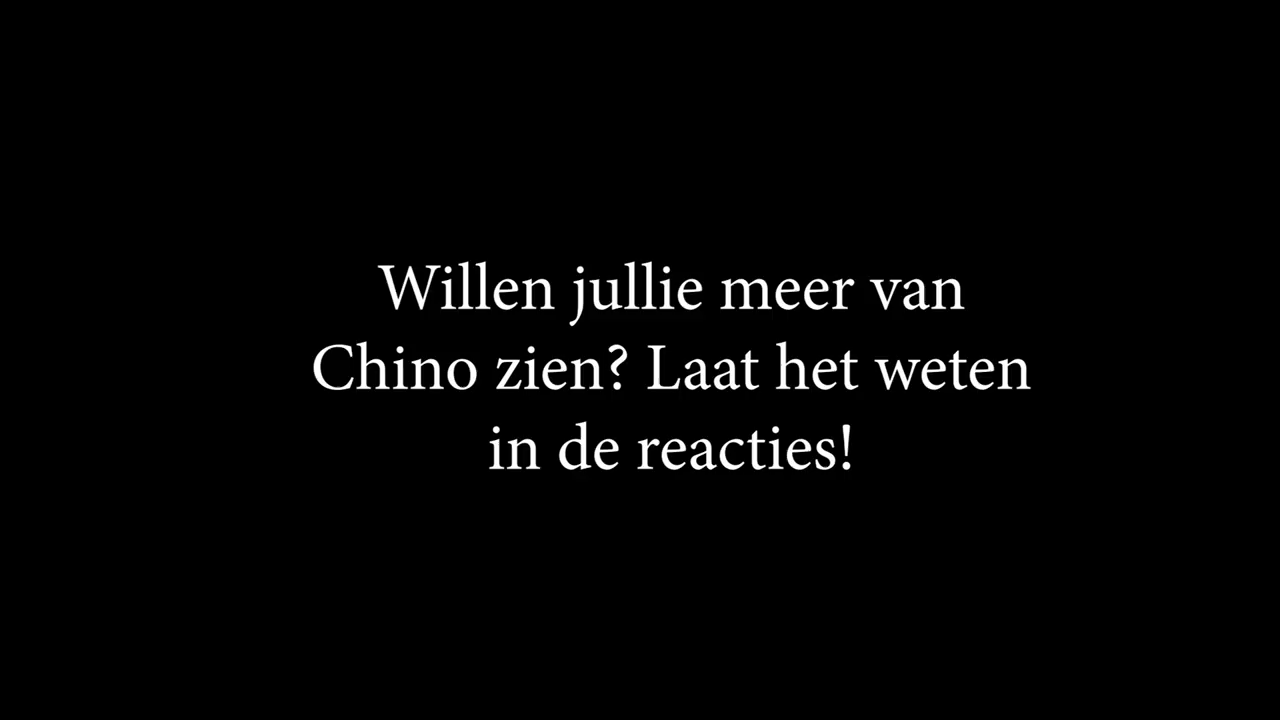 Willen jullie meer van
Chino zien? Laat het weten
in de reacties!